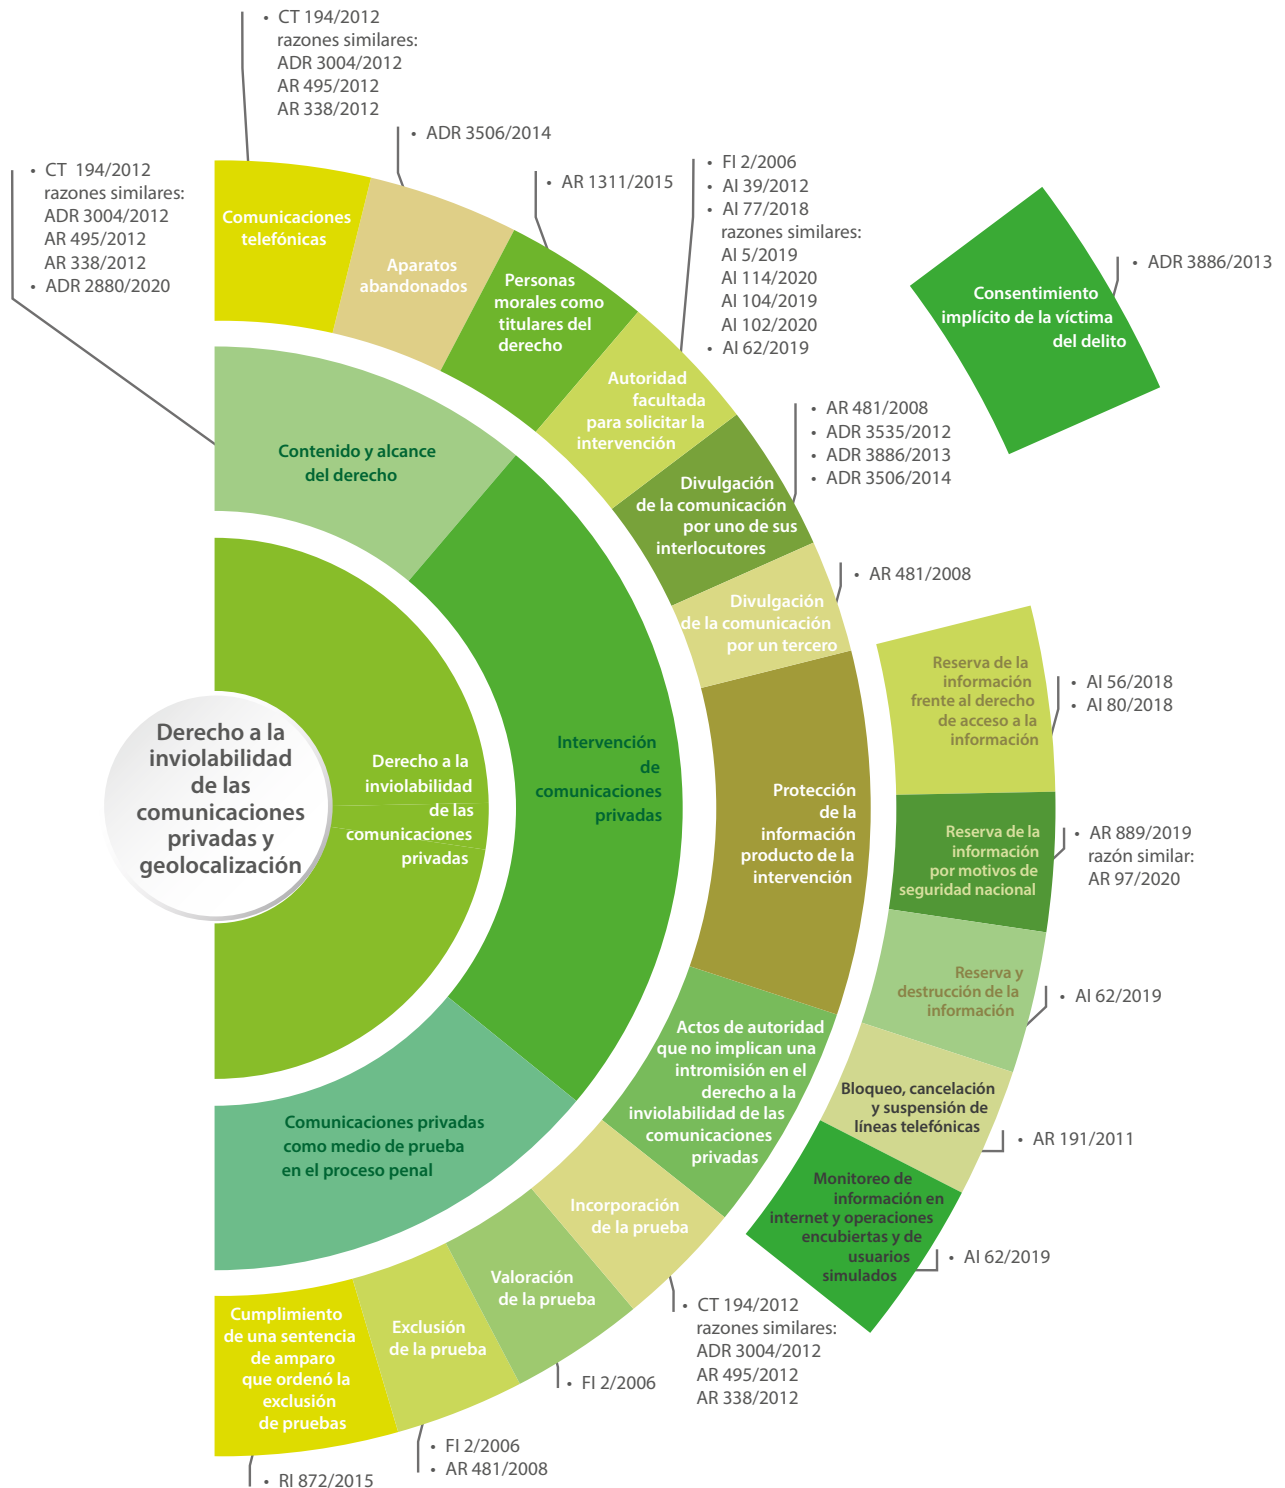 • CT 194/2012
razones similares:
ADR 3004/2012
AR 495/2012
AR 338/2012
• ADR 3506/2014
• AR 1311/2015
• CT  194/2012
razones similares:
ADR 3004/2012
AR 495/2012
AR 338/2012
• ADR 2880/2020
• FI 2/2006
• AI 39/2012
• AI 77/2018
razones similares:
AI 5/2019
AI 114/2020
AI 104/2019
AI 102/2020
• AI 62/2019
• ADR 3886/2013
Comunicaciones
telefónicas
Aparatos
abandonados
Personas
morales como
titulares del
derecho
Consentimiento
implícito de la víctima
del delito
Autoridad
facultada
para solicitar la
intervención
• AR 481/2008
• ADR 3535/2012
• ADR 3886/2013
• ADR 3506/2014
Contenido y alcance
del derecho
Divulgación
de la comunicación
por uno de sus
interlocutores
• AR 481/2008
Divulgación
de la comunicación
por un tercero
Reserva de la
información
frente al derecho
de acceso a la
información
• AI 56/2018
• AI 80/2018
Derecho a la
inviolabilidad
de las
comunicaciones
privadas y
geolocalización
Derecho a la
inviolabilidad
de las
comunicaciones
privadas
Intervención
de
comunicaciones
privadas
Protección
de la
información
producto de la
intervención
Reserva de la
información
por motivos de
seguridad nacional
• AR 889/2019
razón similar:
AR 97/2020
Reserva y
destrucción de la
información
• AI 62/2019
Actos de autoridad
que no implican una
intromisión en el
derecho a la
inviolabilidad de las
comunicaciones
privadas
Bloqueo, cancelación
y suspensión de
líneas telefónicas
• AR 191/2011
Comunicaciones privadas
como medio de prueba
en el proceso penal
Monitoreo de
información en
internet y operaciones
encubiertas y de
usuarios
simulados
• AI 62/2019
Incorporación
de la prueba
Valoración
de la prueba
Exclusión
de la prueba
Cumplimiento
de una sentencia
de amparo
que ordenó la
exclusión
de pruebas
• CT 194/2012
razones similares:
ADR 3004/2012
AR 495/2012
AR 338/2012
• FI 2/2006
• FI 2/2006
• AR 481/2008
• RI 872/2015